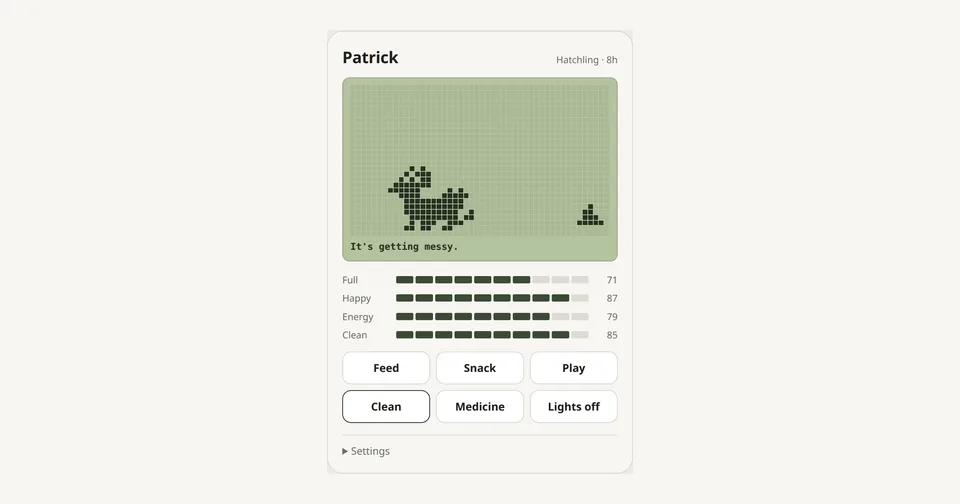 Patrick
Hatchling · 8h
It's getting messy.
Full 71
Happy 87
Energy 79
Clean 85
Feed Snack Play
Clean Medicine Lights off
Settings